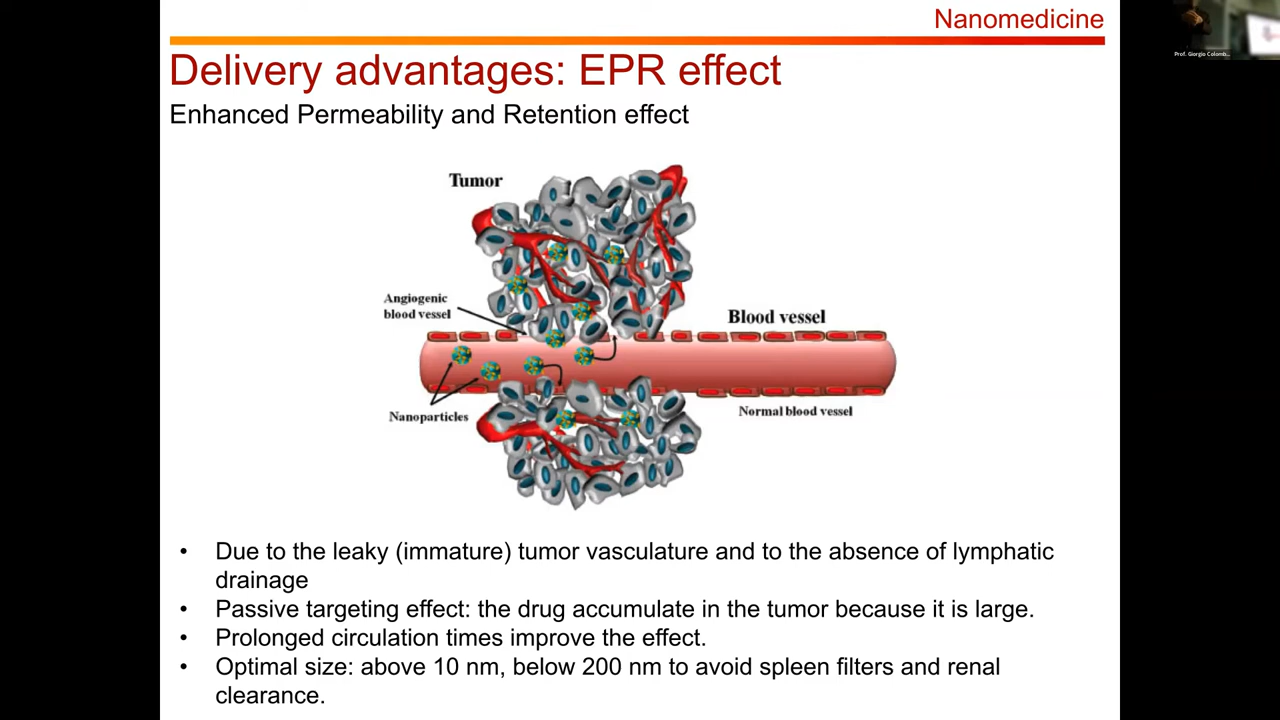 Nanomedicine
Prof. Giorgio Colomb...
Delivery advantages: EPR effect
Enhanced Permeability and Retention effect
Tumor
Angiogenic
blood vessel
Blood vessel
Nanoparticles
Normal blood vessel
• Due to the leaky (immature) tumor vasculature and to the absence of lymphatic
drainage
• Passive targeting effect: the drug accumulate in the tumor because it is large.
• Prolonged circulation times improve the effect.
• Optimal size: above 10 nm, below 200 nm to avoid spleen filters and renal
clearance.